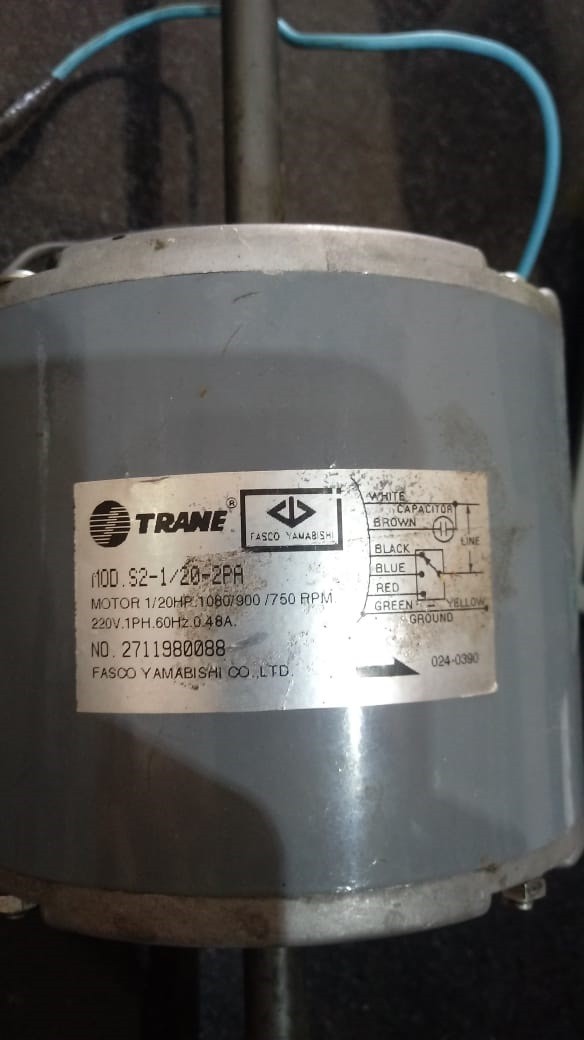 TRANE®
FASCO YAMABISHI
MOD. S2-1/20-2PA
MOTOR 1/20HP. 1080/900 /750 RPM
220V. 1PH. 60Hz. 0.48A.
NO. 2711980088
FASCO YAMABISHI CO., LTD.
WHITE
CAPACITOR
BROWN
LINE
BLACK
BLUE
RED
GREEN - YELLOW
GROUND
024-0390